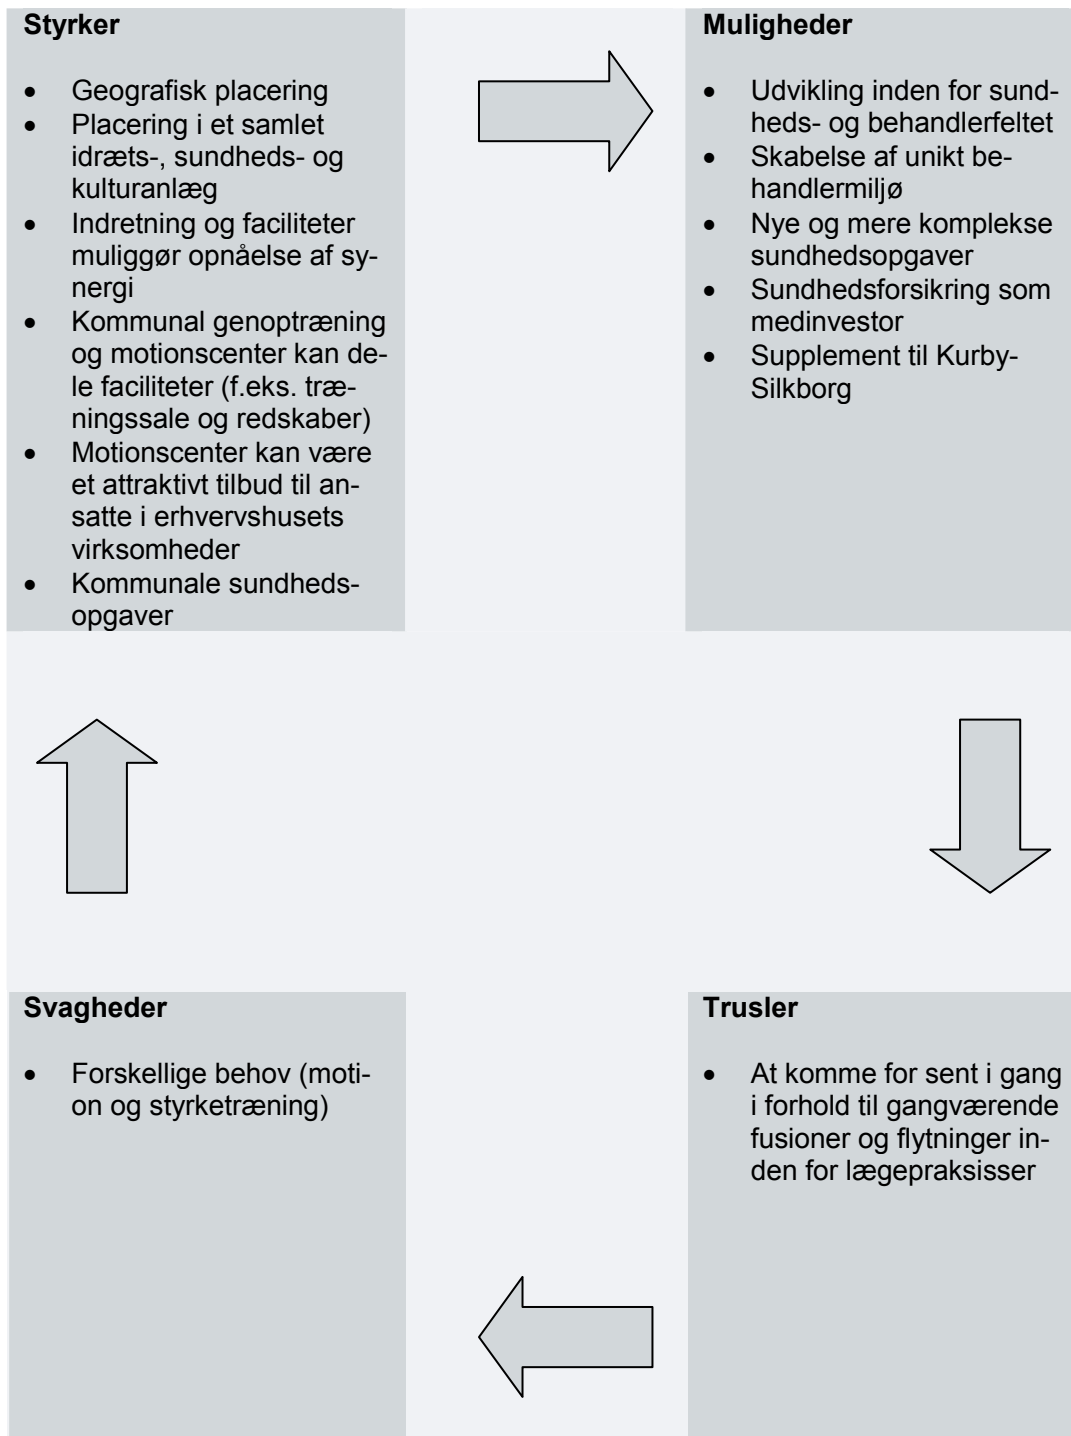 Styrker
• Geografisk placering
• Placering i et samlet
idræts-, sundheds- og
kulturanlæg
• Indretning og faciliteter
muliggør opnåelse af sy-
nergi
• Kommunal genoptræning
og motionscenter kan de-
le faciliteter (f.eks. træ-
ningssale og redskaber)
• Motionscenter kan være
et attraktivt tilbud til an-
satte i erhvervshusets
virksomheder
• Kommunale sundheds-
opgaver
Muligheder
• Udvikling inden for sund-
heds- og behandlerfeltet
• Skabelse af unikt be-
handlermiljø
• Nye og mere komplekse
sundhedsopgaver
• Sundhedsforsikring som
medinvestor
• Supplement til Kurby-
Silkborg
Svagheder
• Forskellige behov (moti-
on og styrketræning)
Trusler
• At komme for sent i gang
i forhold til gangværende
fusioner og flytninger in-
den for lægepraksisser